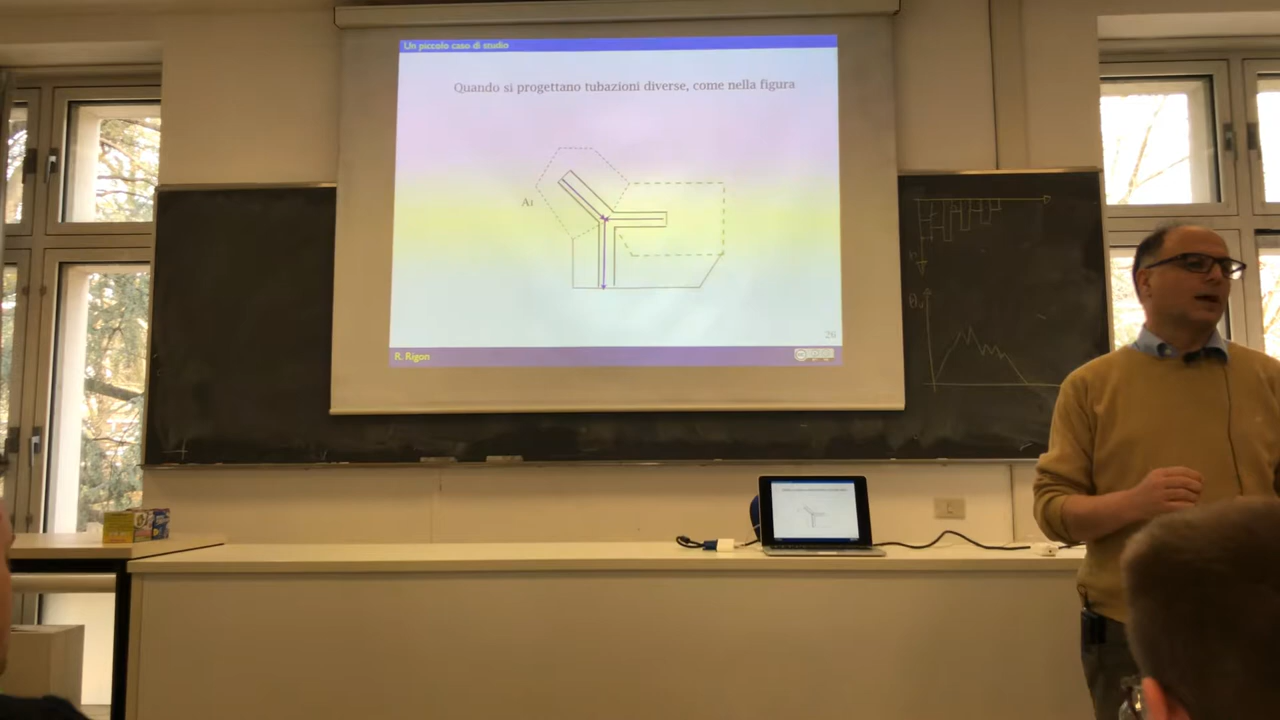 Un piccolo caso di studio
Quando si progettano tubazioni diverse, come nella figura
A1
26
R. Rigon